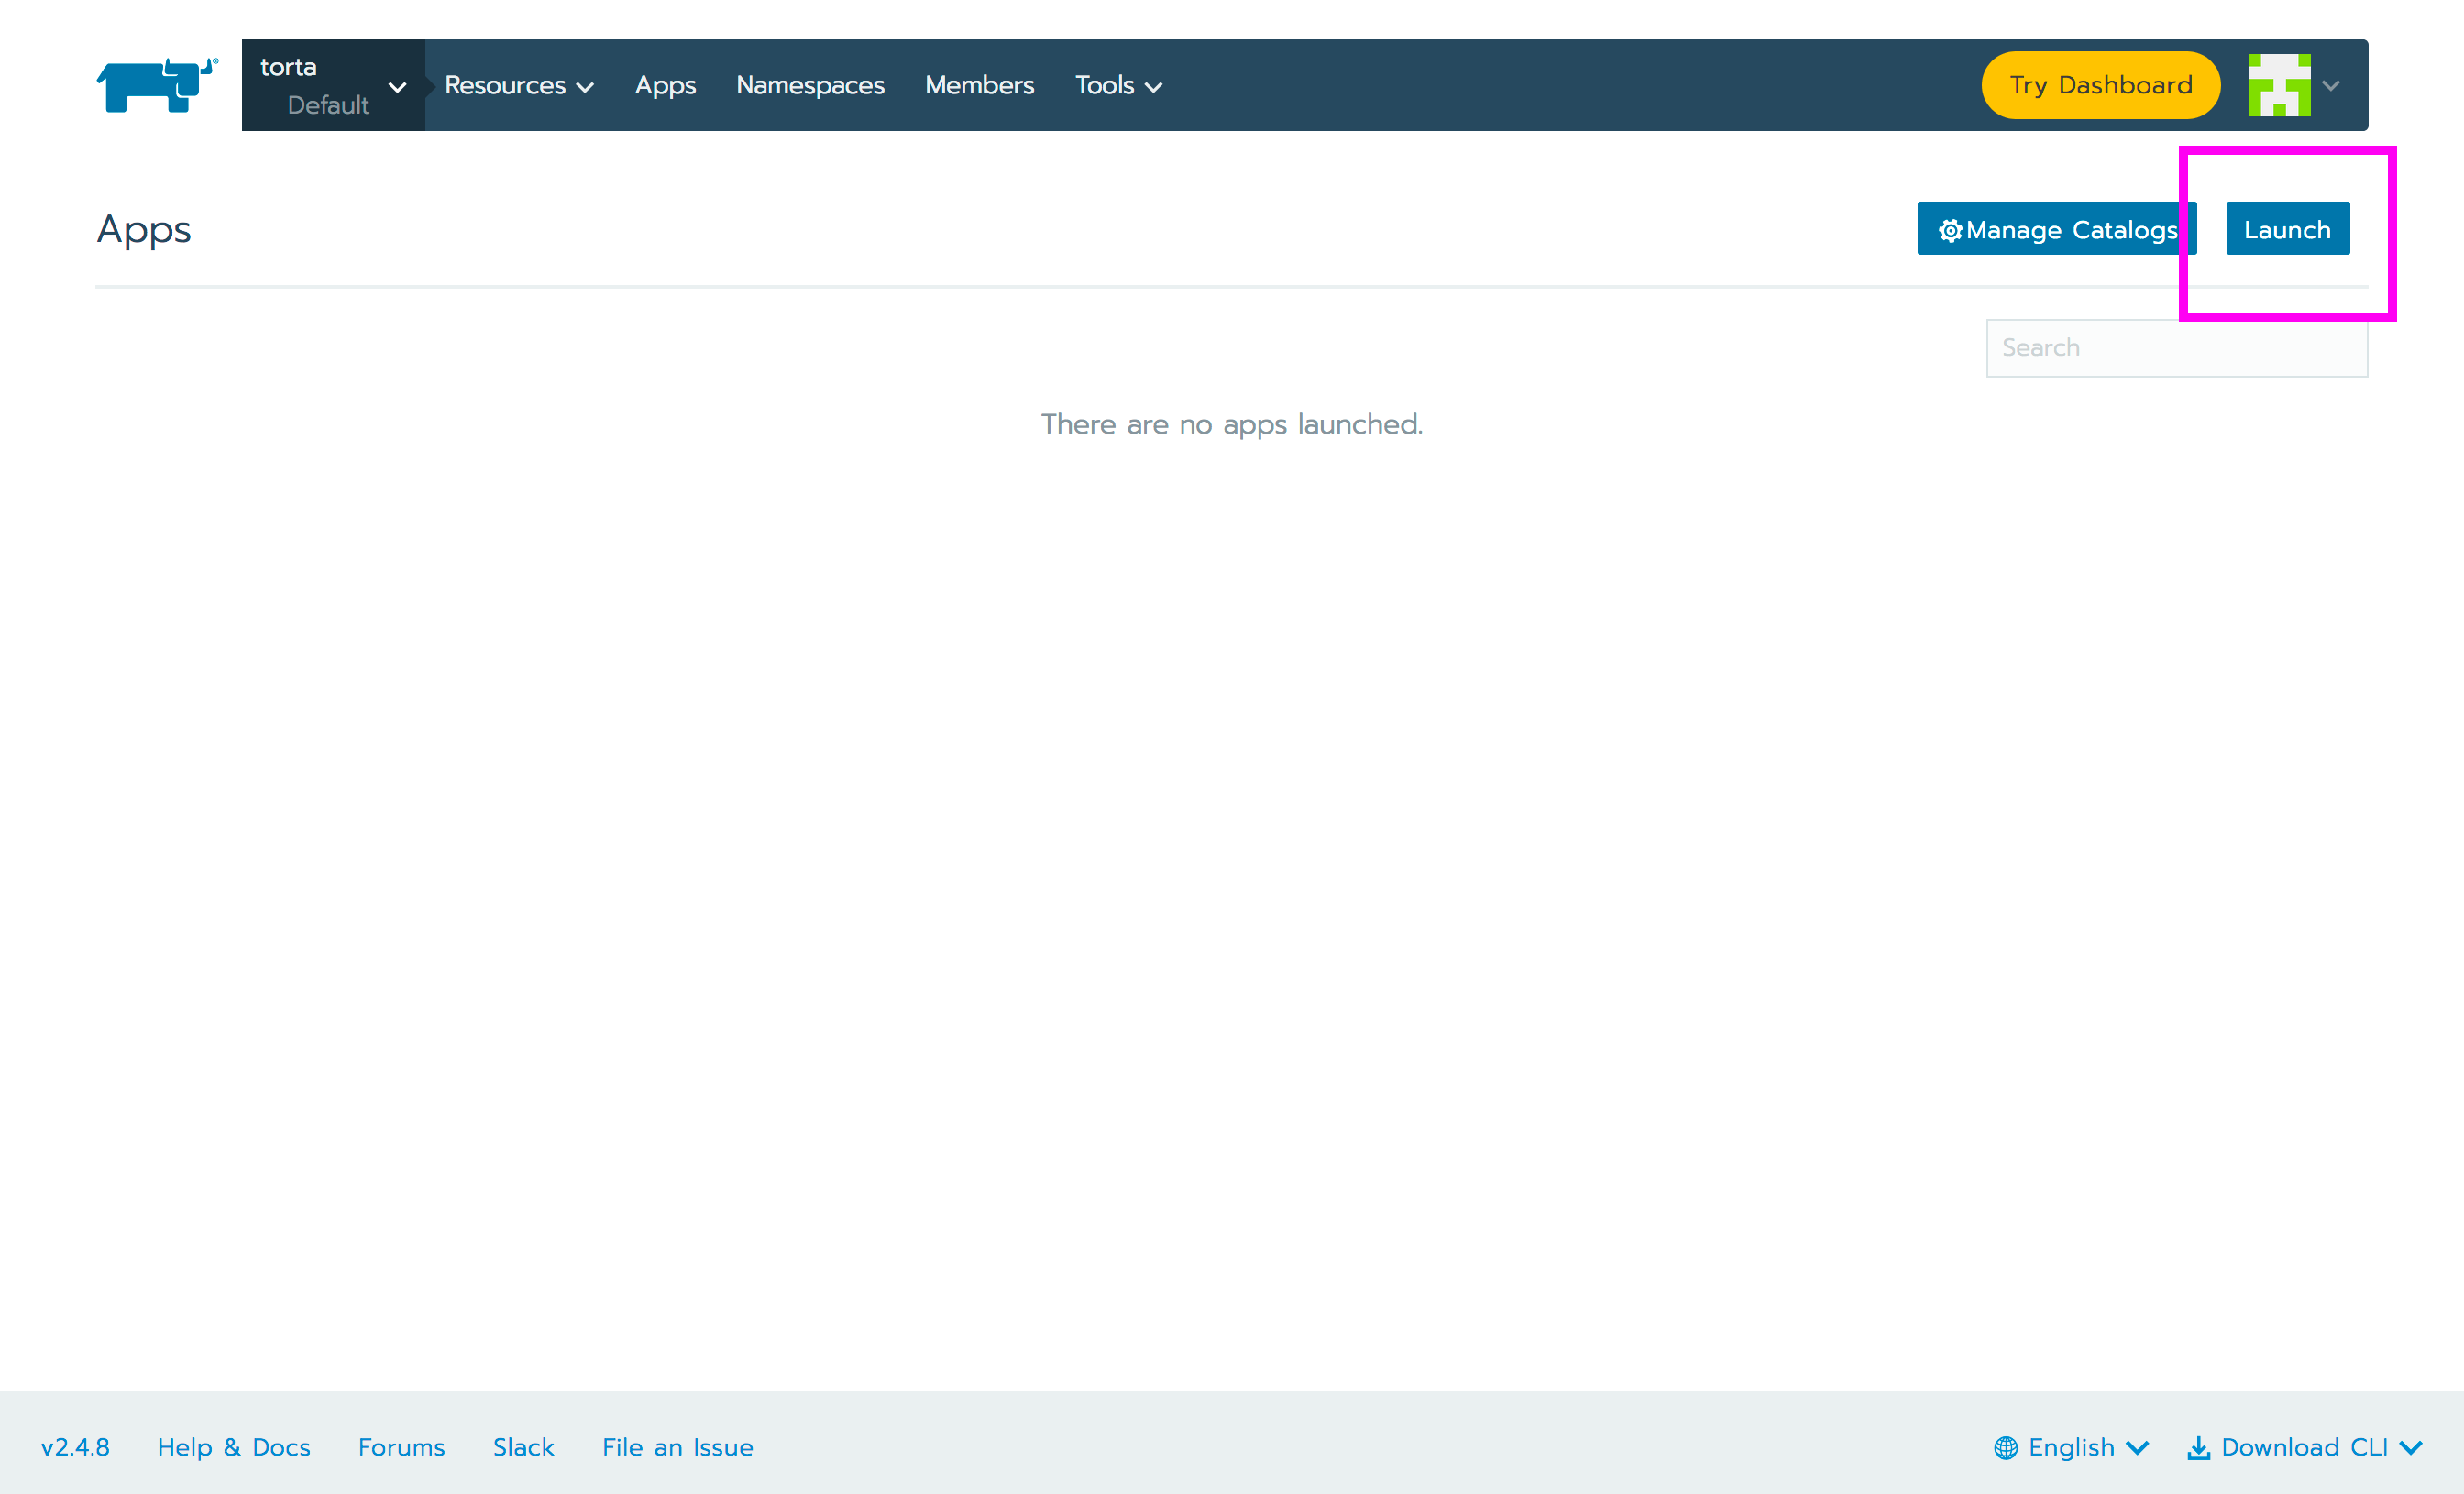 torta
Default
Resources
Apps
Namespaces
Members
Tools
Try Dashboard
Apps
Manage Catalogs
Launch
Search
There are no apps launched.
v2.4.8
Help & Docs
Forums
Slack
File an Issue
English
Download CLI